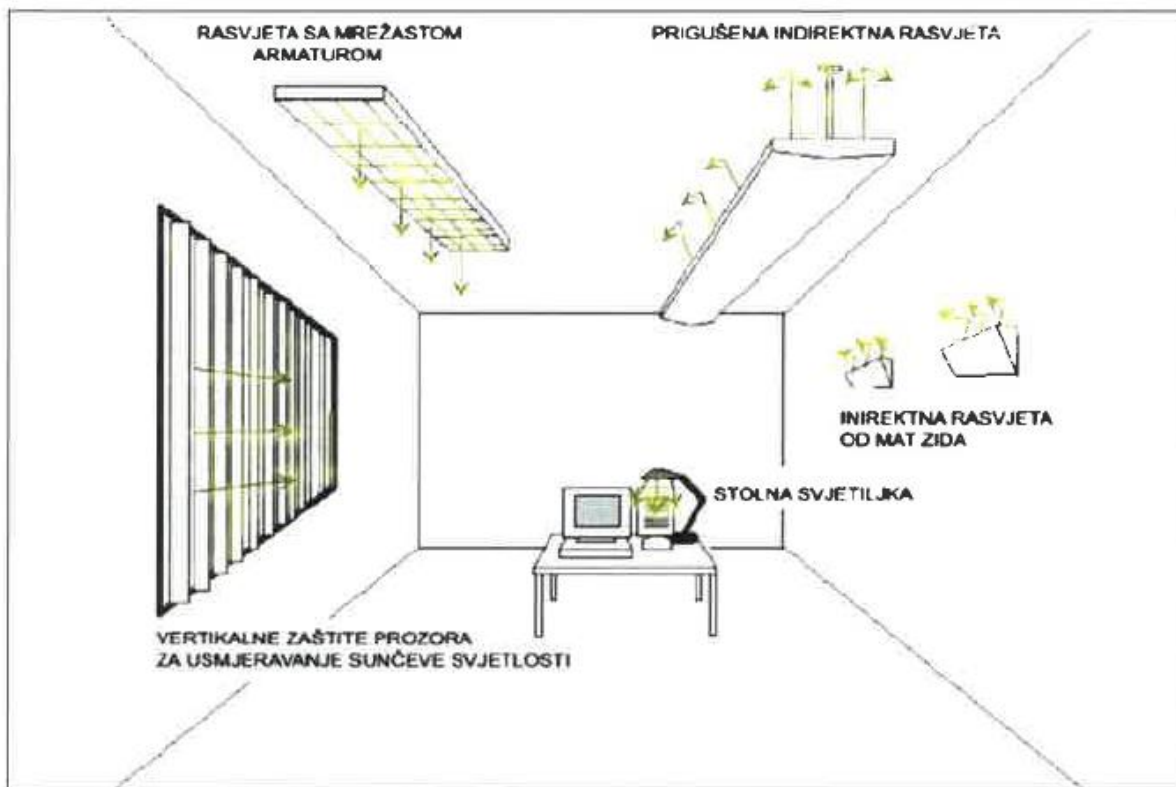 RASVJETA SA MREŽASTOM
ARMATUROM
PRIGUŠENA INDIREKTNA RASVJETA
INIREKTNA RASVJETA
OD MAT ZIDA
STOLNA SVJETILJKA
VERTIKALNE ZAŠTITE PROZORA
ZA USMJERAVANJE SUNČEVE SVJETLOSTI